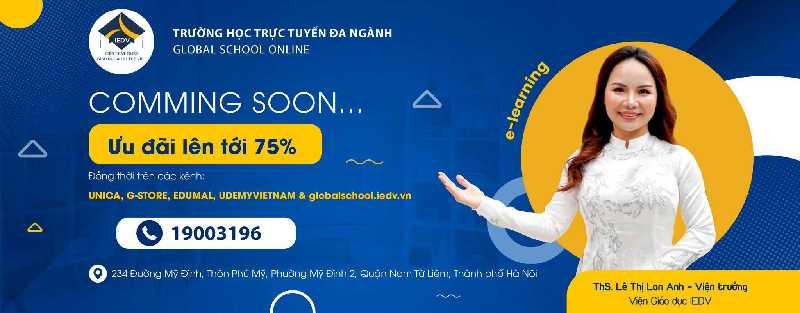 IEDV
TRƯỜNG HỌC TRỰC TUYẾN ĐA NGÀNH
GLOBAL SCHOOL ONLINE
COMMING SOON...
Ưu đãi lên tới 75%
Đồng thời trên các kênh:
UNICA, G-STORE, EDUMAL, UDEMYVIETNAM & globalschool.iedv.vn
19003196
234 Đường Mỹ Đình, Thôn Phú Mỹ, Phường Mỹ Đình 2, Quận Nam Từ Liêm, Thành phố Hà Nội
e-learning
ThS. Lê Thị Lan Anh - Viện trưởng
Viện Giáo dục IEDV